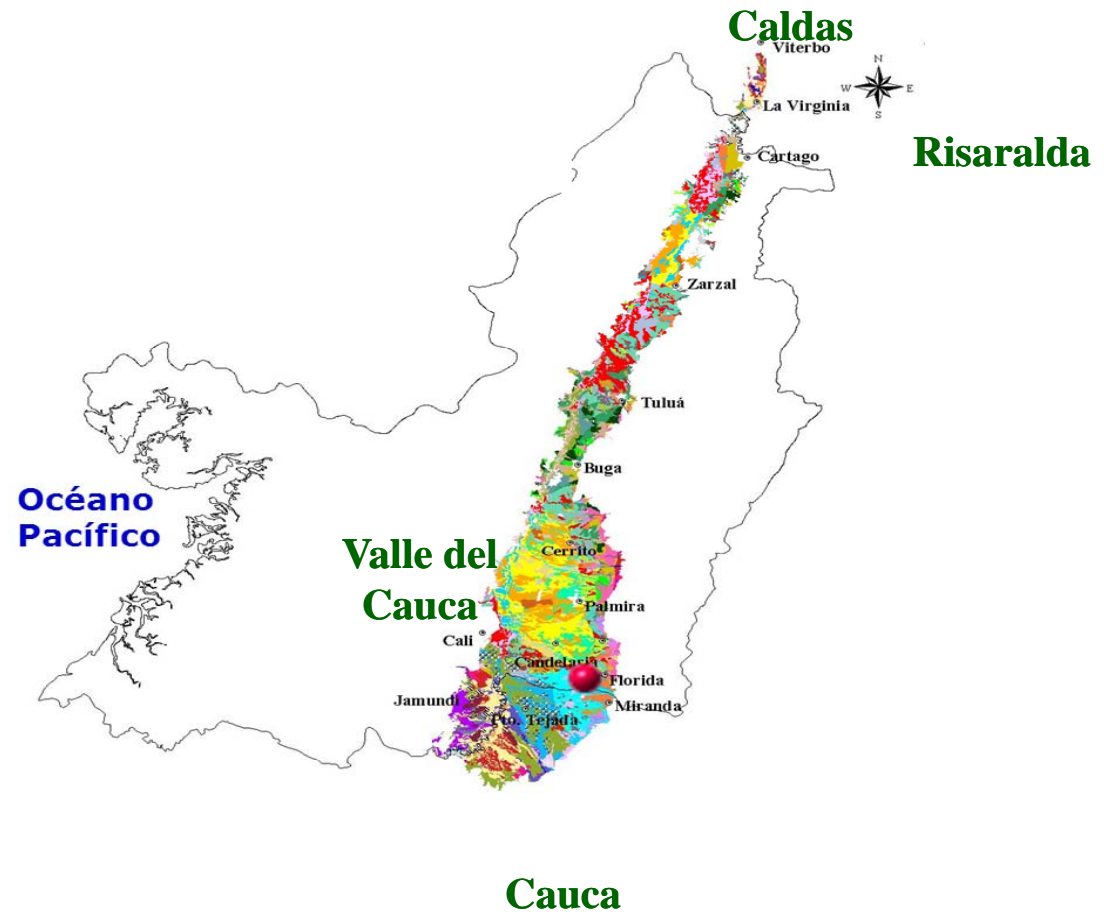 Caldas
Viterbo
N
W E
S
La Virginia
Risaralda
Cartago
Zarzal
Tuluá
Buga
Océano
Pacífico
Valle del
Cauca
Cerrito
Palmira
Cali
Candelaria
Florida
Jamundí
Miranda
Pto. Tejada
Cauca